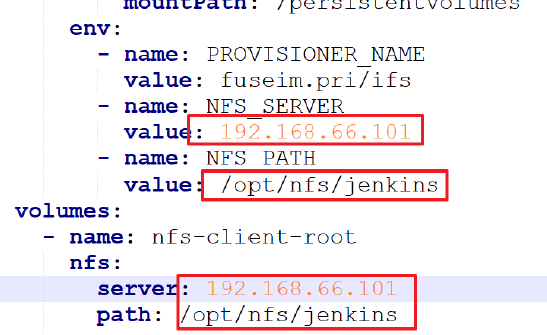 mountPath: /persistentvolumes
env:
- name: PROVISIONER_NAME
value: fuseim.pri/ifs
- name: NFS_SERVER
value: 192.168.66.101
- name: NFS_PATH
value: /opt/nfs/jenkins
volumes:
- name: nfs-client-root
nfs:
server: 192.168.66.101
path: /opt/nfs/jenkins